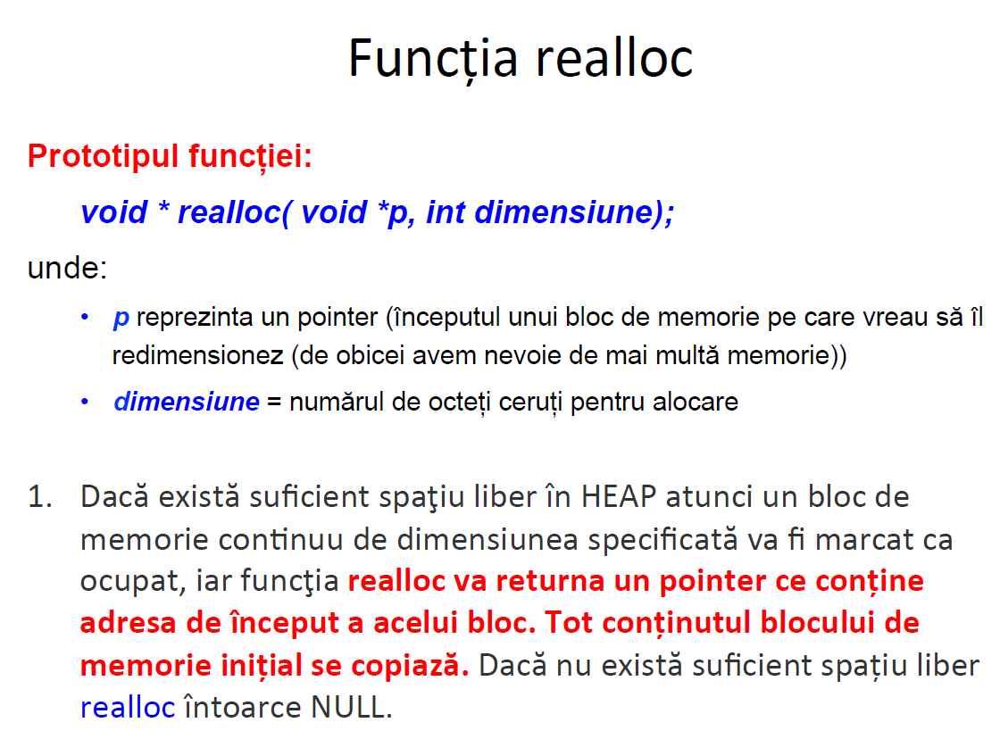 Funcția realloc
Prototipul funcției:
void * realloc( void *p, int dimensiune);
unde:
• p reprezinta un pointer (începutul unui bloc de memorie pe care vreau să îl
redimensionez (de obicei avem nevoie de mai multă memorie))
• dimensiune = numărul de octeți ceruți pentru alocare
1. Dacă există suficient spaţiu liber în HEAP atunci un bloc de
memorie continuu de dimensiunea specificată va fi marcat ca
ocupat, iar funcţia realloc va returna un pointer ce conține
adresa de început a acelui bloc. Tot conținutul blocului de
memorie inițial se copiază. Dacă nu există suficient spațiu liber
realloc întoarce NULL.